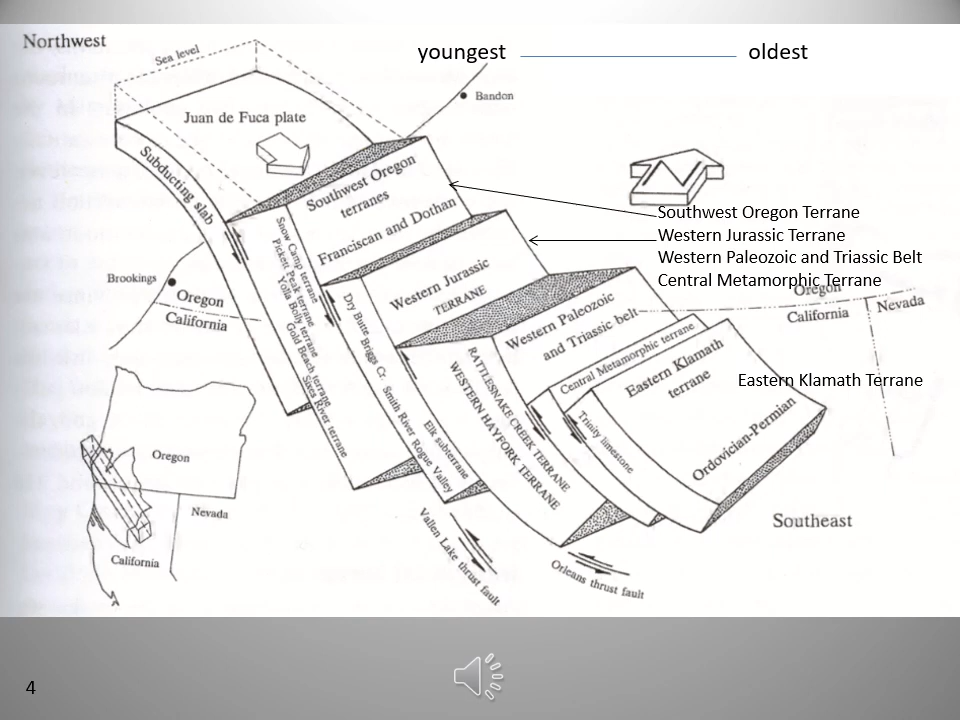 Northwest
youngest
oldest
Sea level
Bandon
Juan de Fuca plate
Subducting slab
Southwest Oregon
terranes
Franciscan and Dothan
Southwest Oregon Terrane
Western Jurassic Terrane
Western Paleozoic and Triassic Belt
Central Metamorphic Terrane
Snow Camp terrane
Pickett Peak terrane
Yolla Bolly terrane
Gold Beach terrane
Sixes River terrane
Brookings
Oregon
California
Western Jurassic
TERRANE
Dry Butte Briggs Cr. Smith River Rogue Valley
Elk subterrane
Western Paleozoic
and Triassic belt
RATTLESNAKE CREEK TERRANE
WESTERN HAYFORK TERRANE
Central Metamorphic terrane
Eastern Klamath
terrane
Trinity limestone
Ordovician-Permian
Oregon
California
Nevada
Eastern Klamath Terrane
Oregon
Nevada
California
Vallen Lake thrust fault
Orleans thrust fault
Southeast
4